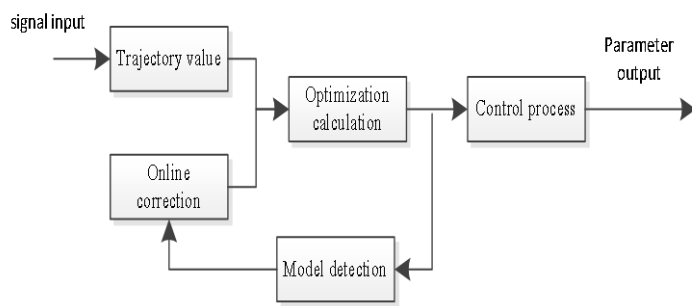 signal input
Trajectory value
Optimization
calculation
Control process
Parameter
output
Online
correction
Model detection